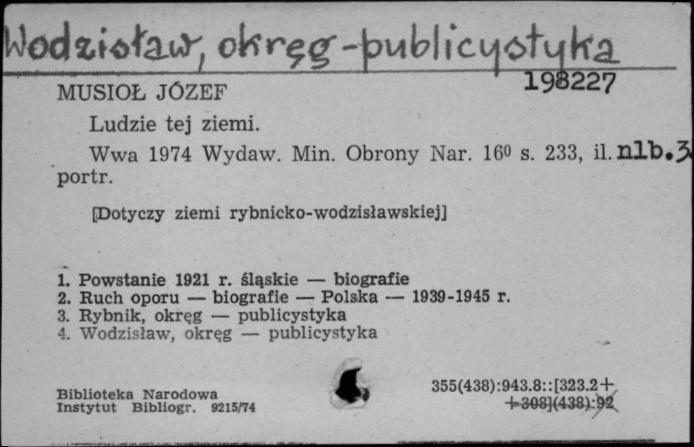 Wodzisław, okręg - publicystyka
198227
MUSIOŁ JÓZEF
Ludzie tej ziemi.
Wwa 1974 Wydaw. Min. Obrony Nar. 16⁰ s. 233, il. nlb.3
portr.
[Dotyczy ziemi rybnicko-wodzisławskiej]
1. Powstanie 1921 r. śląskie — biografie
2. Ruch oporu — biografie — Polska — 1939-1945 r.
3. Rybnik, okręg — publicystyka
4. Wodzisław, okręg — publicystyka
355(438):943.8::[323.2+
+308](438):92
Biblioteka Narodowa
Instytut Bibliogr. 9215/74